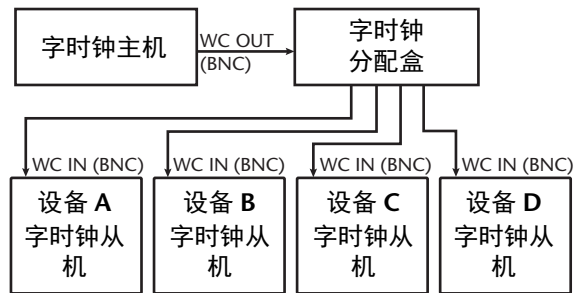 字时钟主机
WC OUT
(BNC)
字时钟
分配盒
WC IN (BNC)
WC IN (BNC)
WC IN (BNC)
WC IN (BNC)
设备 A
字时钟从
机
设备 B
字时钟从
机
设备 C
字时钟从
机
设备 D
字时钟从
机